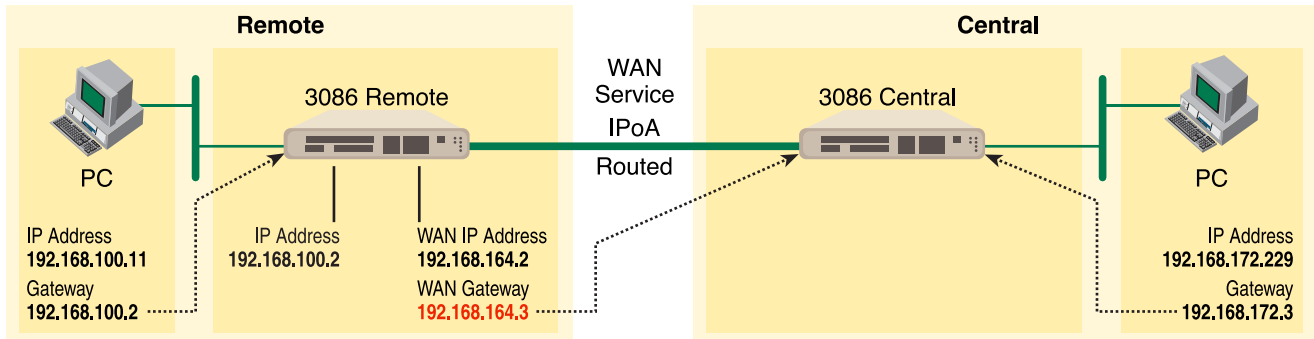 Remote
PC
IP Address
192.168.100.11
Gateway
192.168.100.2
3086 Remote
IP Address
192.168.100.2
WAN IP Address
192.168.164.2
WAN Gateway
192.168.164.3
WAN
Service
IPoA
Routed
Central
3086 Central
PC
IP Address
192.168.172.229
Gateway
192.168.172.3